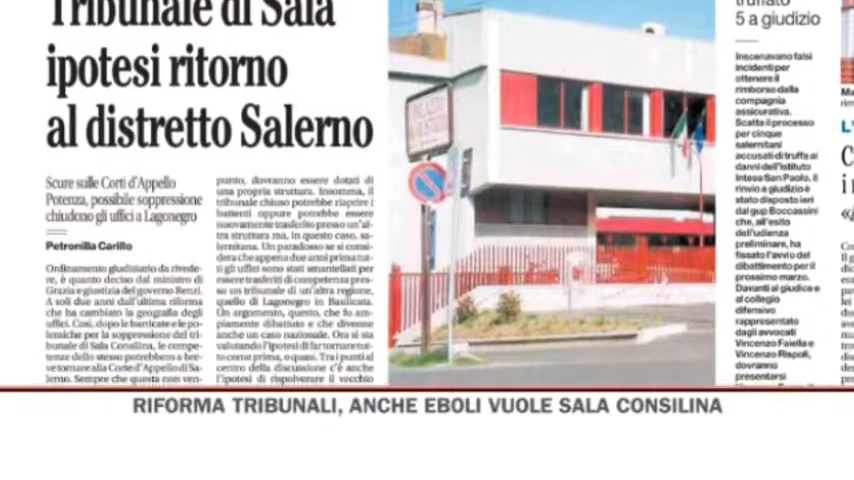 Tribunale di Sala
ipotesi ritorno
al distretto Salerno
Scure sulle Corti d'Appello
Potenza, possibile soppressione
chiudono gli uffici a Lagonegro
Petronilla Carillo
Ordinamento giudiziario da rivede-
re, è quanto deciso dal ministro di
Grazia e giustizia del governo Renzi.
A soli due anni dall'ultima riforma
che ha cambiato la geografia degli
uffici. Così, dopo le barricate e le po-
lemiche per la soppressione del tri-
bunale di Sala Consilina, le compe-
tenze dello stesso potrebbero a bre-
ve tornare alla Corte d'Appello di Sa-
lerno. Sempre che questa non ven-
punto, dovranno essere dotati di
una propria struttura. Insomma, il
tribunale chiuso potrebbe riaprire i
battenti oppure potrebbe essere
nuovamente trasferito presso un'al-
tra struttura ma, in questo caso, sa-
lernitana. Un paradosso se si consi-
dera che appena due anni prima tut-
ti gli uffici sono stati smantellati per
essere trasferiti di competenza pres-
so un tribunale di un'altra regione,
quello di Lagonegro in Basilicata.
Un argomento, questo, che fu am-
piamente dibattuto e che divenne
anche un caso nazionale. Ora si sta
valutando l'ipotesi di far tornare tut-
to come prima, o quasi. Tra i punti al
centro della discussione c'è anche
l'ipotesi di rispolverare il vecchio
PALAZZO
DI GIUSTIZIA
truffato
5 a giudizio
Inscenavano falsi
incidenti per
ottenere il
rimborso dalla
compagnia
assicurativa.
Scatta il processo
per cinque
salernitani
accusati di truffa ai
danni dell'istituto
Intesa San Paolo. Il
rinvio a giudizio è
stato disposto ieri
dal gup Boccassini
che, all'esito
dell'udienza
preliminare, ha
fissato l'avvio del
dibattimento per il
prossimo marzo.
Davanti al giudice e
al collegio
difensivo
rappresentato
dagli avvocati
Vincenzo Faiella e
Vincenzo Rispoli,
dovranno
presentarsi
RIFORMA TRIBUNALI, ANCHE EBOLI VUOLE SALA CONSILINA